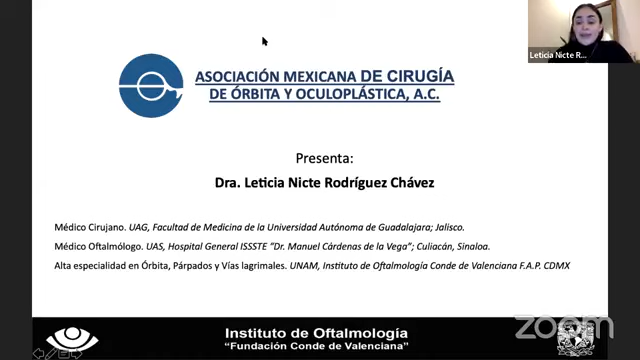 Leticia Nicte R...
ASOCIACIÓN MEXICANA DE CIRUGÍA
DE ÓRBITA Y OCULOPLÁSTICA, A.C.
Presenta:
Dra. Leticia Nicte Rodríguez Chávez
Médico Cirujano. UAG, Facultad de Medicina de la Universidad Autónoma de Guadalajara; Jalisco.
Médico Oftalmólogo. UAS, Hospital General ISSSTE "Dr. Manuel Cárdenas de la Vega"; Culiacán, Sinaloa.
Alta especialidad en Órbita, Párpados y Vías lagrimales. UNAM, Instituto de Oftalmología Conde de Valenciana F.A.P. CDMX
Instituto de Oftalmología
"Fundación Conde de Valenciana"
zoom